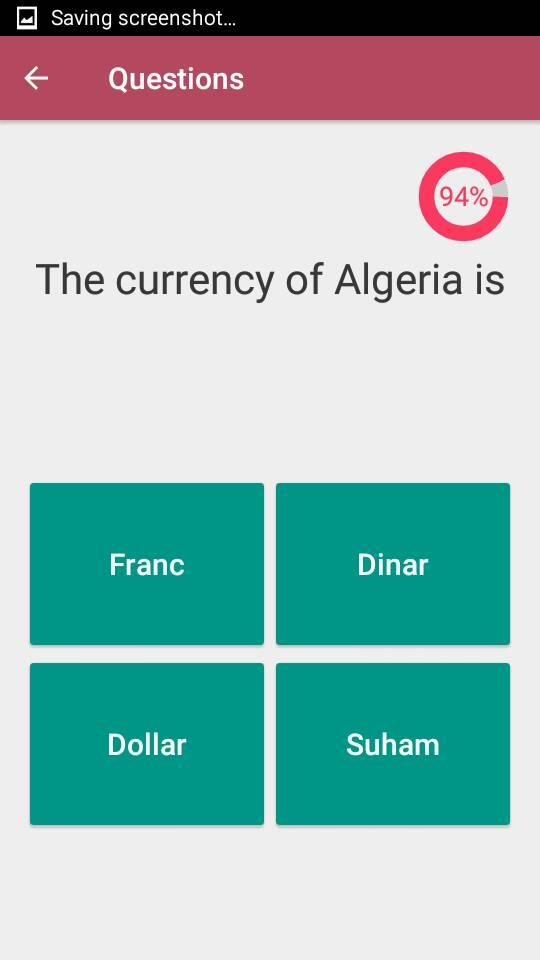 Saving screenshot...
Questions
94%
The currency of Algeria is
Franc
Dinar
Dollar
Suham